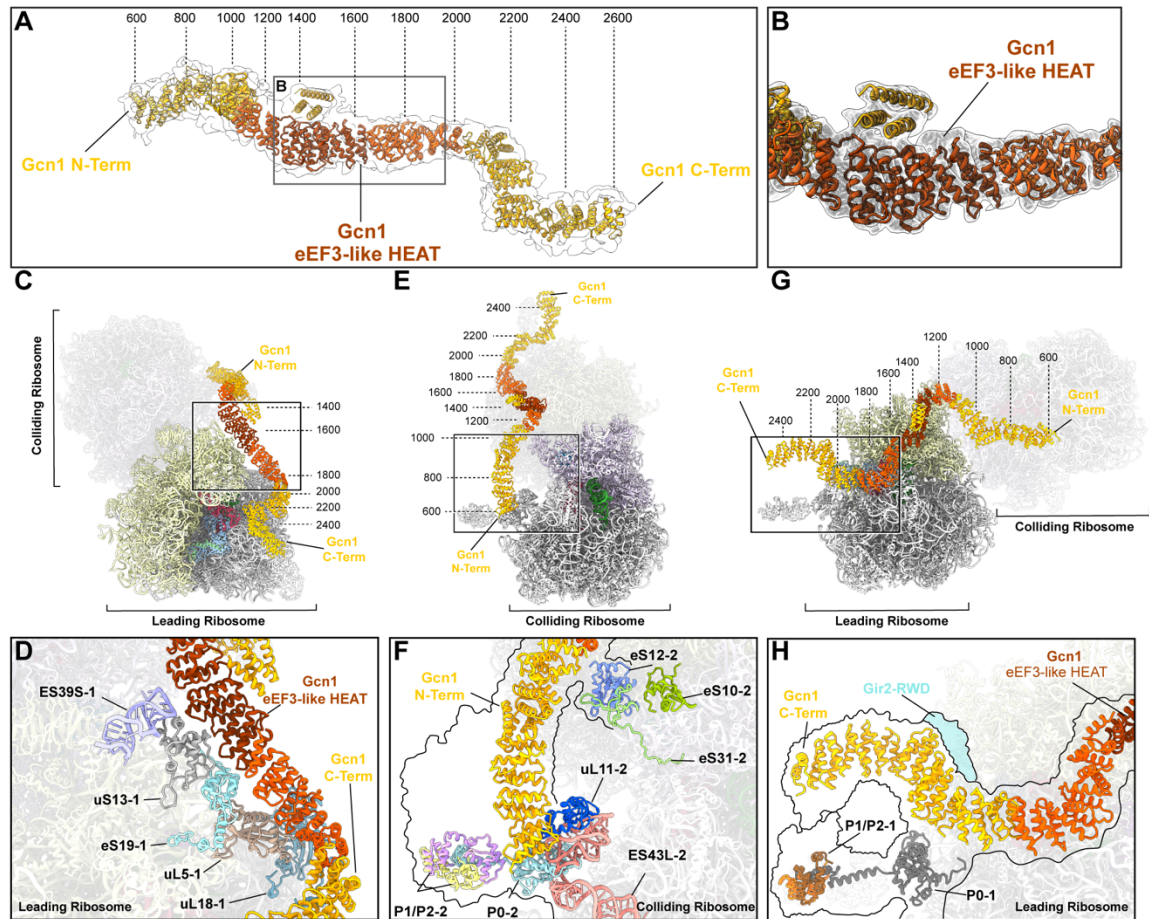 A
600 800 1000 1200 1400 1600 1800 2000 2200 2400 2600
B
Gcn1 N-Term
Gcn1 C-Term
Gcn1
eEF3-like HEAT
B
Gcn1
eEF3-like HEAT
C
Colliding Ribosome
Gcn1
N-Term
1400
1600
1800
2000
2200
2400
Gcn1
C-Term
Leading Ribosome
E
Gcn1
C-Term
2400
2200
2000
1800
1600
1400
1200
1000
800
600
Gcn1
N-Term
Colliding Ribosome
G
Gcn1
C-Term
2400
2200
2000
1800
1600
1400
1200
1000
800
600
Gcn1
N-Term
Colliding Ribosome
Leading Ribosome
D
ES39S-1
Gcn1
eEF3-like HEAT
Gcn1
C-Term
uS13-1
eS19-1
uL5-1
uL18-1
Leading Ribosome
F
Gcn1
N-Term
eS12-2
eS10-2
eS31-2
uL11-2
ES43L-2
P1/P2-2
P0-2
Colliding Ribosome
H
Gcn1
eEF3-like HEAT
Gir2-RWD
Gcn1
C-Term
P1/P2-1
P0-1
Leading Ribosome